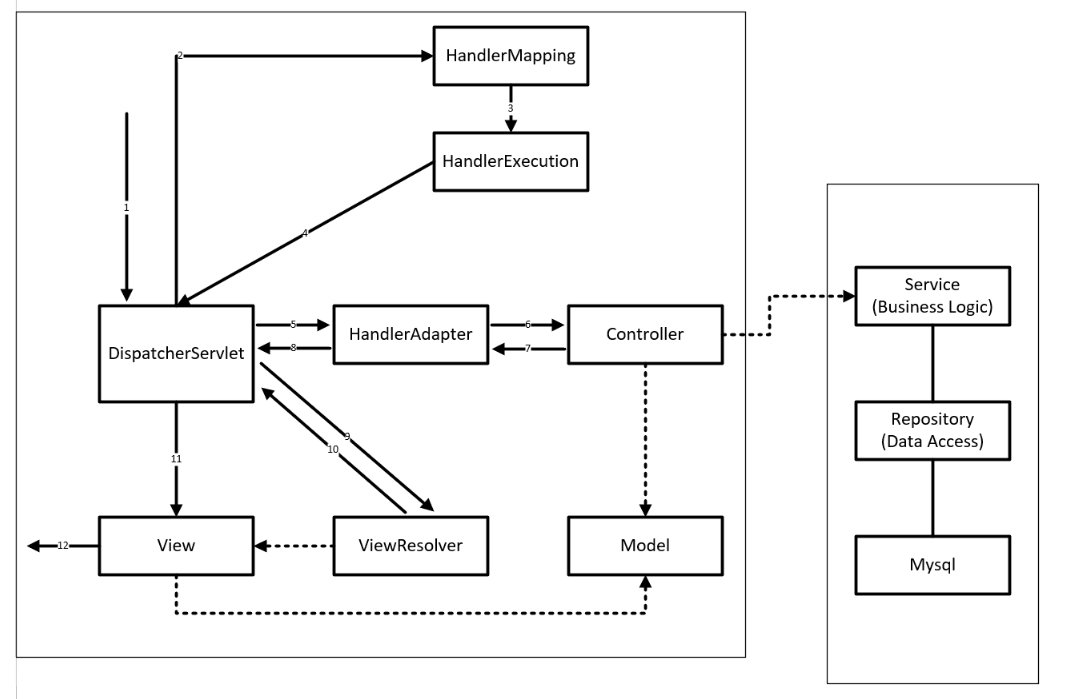 2
HandlerMapping
3
HandlerExecution
1
4
DispatcherServlet
5
8
HandlerAdapter
6
7
Controller
Service
(Business Logic)
Repository
(Data Access)
Mysql
9
10
11
12
View
ViewResolver
Model